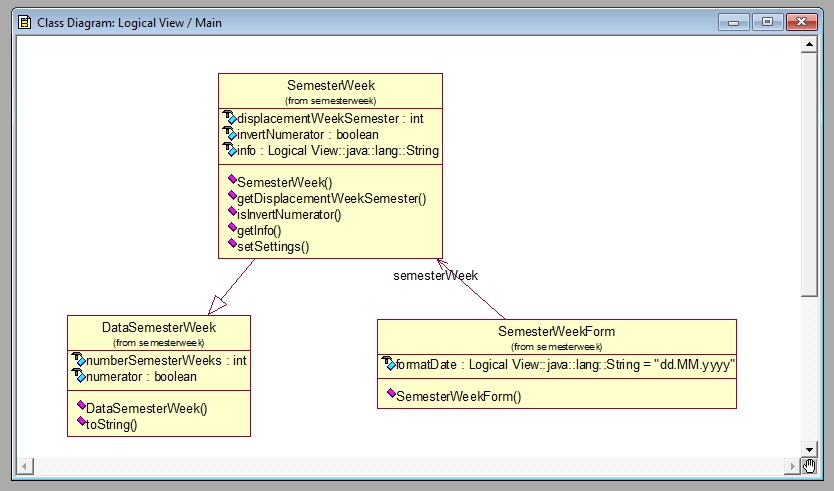 Class Diagram: Logical View / Main
SemesterWeek
(from semesterweek)
displacementWeekSemester : int
invertNumerator : boolean
info : Logical View::java::lang::String
SemesterWeek()
getDisplacementWeekSemester()
isInvertNumerator()
getInfo()
setSettings()
semesterWeek
DataSemesterWeek
(from semesterweek)
numberSemesterWeeks : int
numerator : boolean
DataSemesterWeek()
toString()
SemesterWeekForm
(from semesterweek)
formatDate : Logical View::java::lang::String = "dd.MM.yyyy"
SemesterWeekForm()